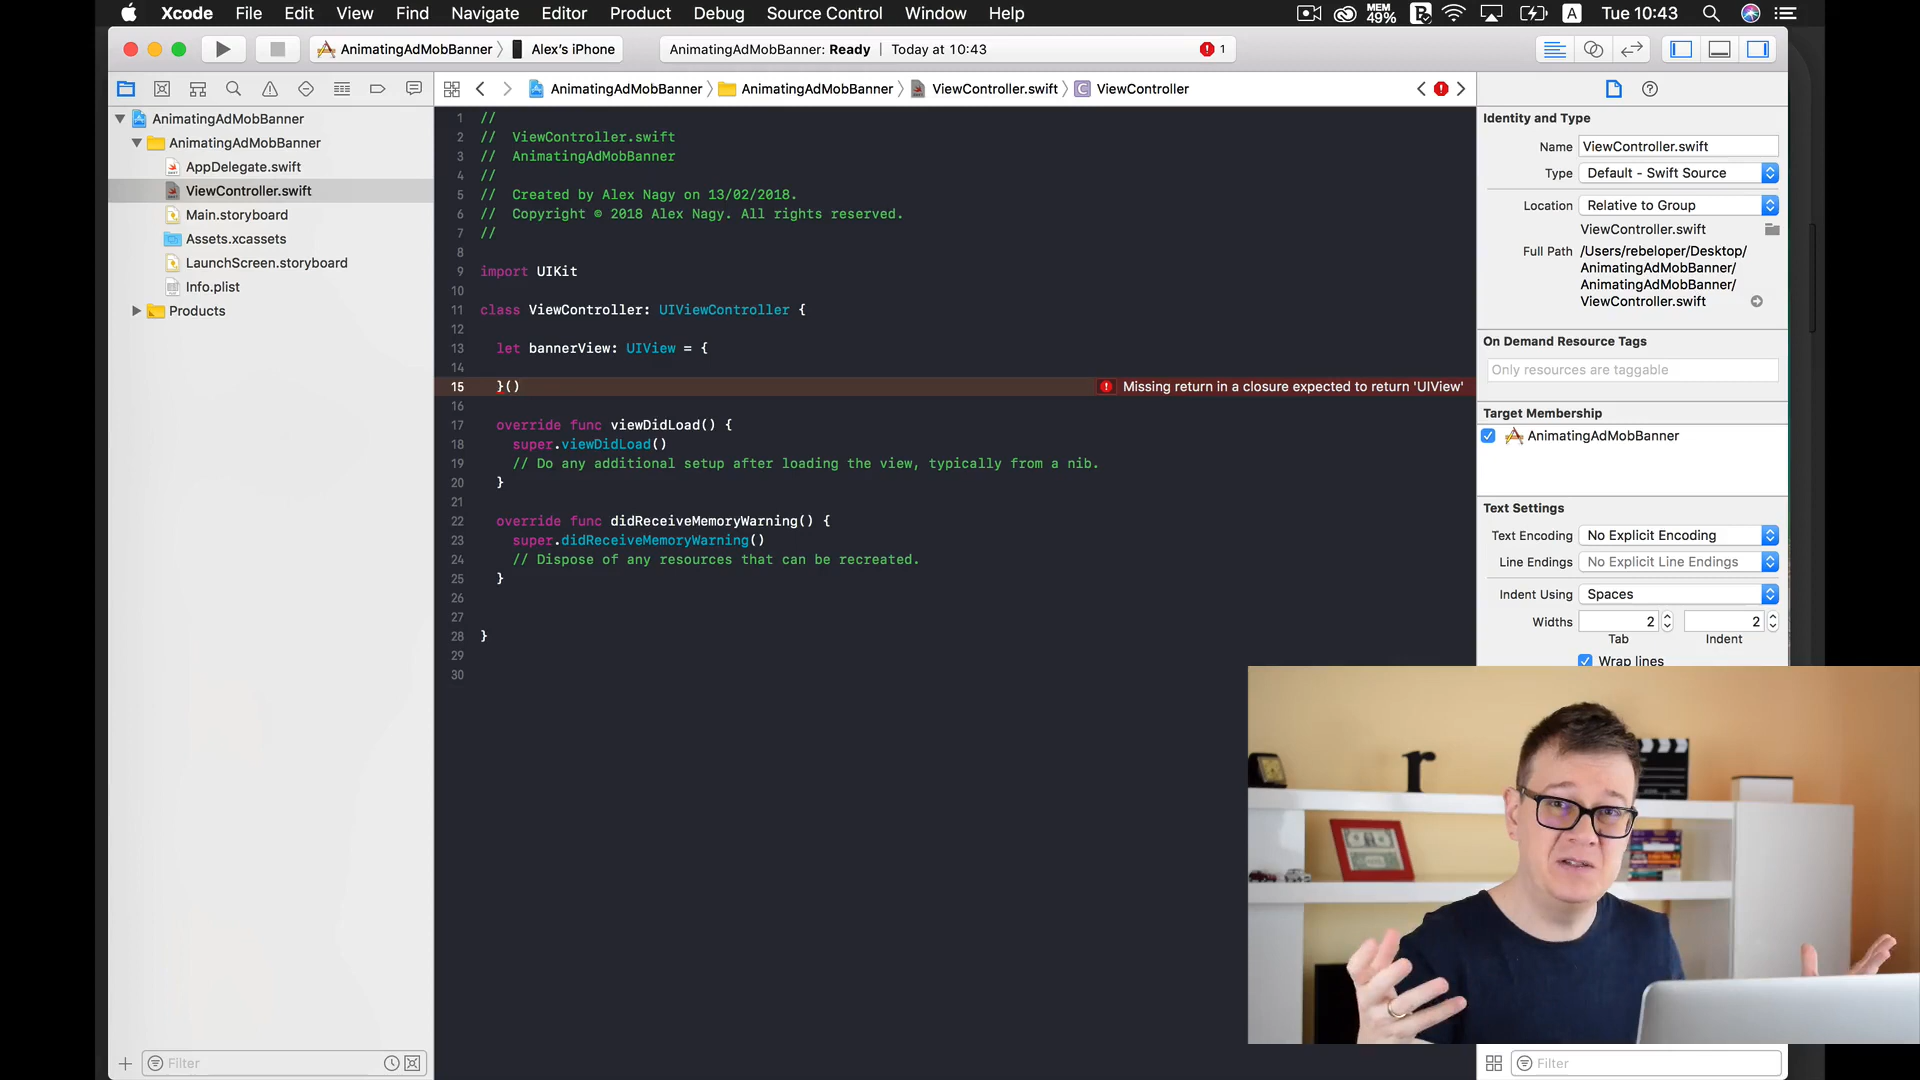 Xcode File Edit View Find Navigate Editor Product Debug Source Control Window Help MEM 49% A Tue 10:43
AnimatingAdMobBanner Alex's iPhone AnimatingAdMobBanner: Ready | Today at 10:43 1
AnimatingAdMobBanner AnimatingAdMobBanner ViewController.swift C ViewController
AnimatingAdMobBanner
AnimatingAdMobBanner
AppDelegate.swift
ViewController.swift
Main.storyboard
Assets.xcassets
LaunchScreen.storyboard
Info.plist
Products
Filter
1 //
2 // ViewController.swift
3 // AnimatingAdMobBanner
4 //
5 // Created by Alex Nagy on 13/02/2018.
6 // Copyright © 2018 Alex Nagy. All rights reserved.
7 //
8
9 import UIKit
10
11 class ViewController: UIViewController {
12
13 let bannerView: UIView = {
14
15 }() Missing return in a closure expected to return 'UIView'
16
17 override func viewDidLoad() {
18 super.viewDidLoad()
19 // Do any additional setup after loading the view, typically from a nib.
20 }
21
22 override func didReceiveMemoryWarning() {
23 super.didReceiveMemoryWarning()
24 // Dispose of any resources that can be recreated.
25 }
26
27
28 }
29
30
Identity and Type
Name ViewController.swift
Type Default - Swift Source
Location Relative to Group
ViewController.swift
Full Path /Users/rebeloper/Desktop/
AnimatingAdMobBanner/
AnimatingAdMobBanner/
ViewController.swift
On Demand Resource Tags
Only resources are taggable
Target Membership
AnimatingAdMobBanner
Text Settings
Text Encoding No Explicit Encoding
Line Endings No Explicit Line Endings
Indent Using Spaces
Widths 2 2
Tab Indent
Wrap lines
r
Filter